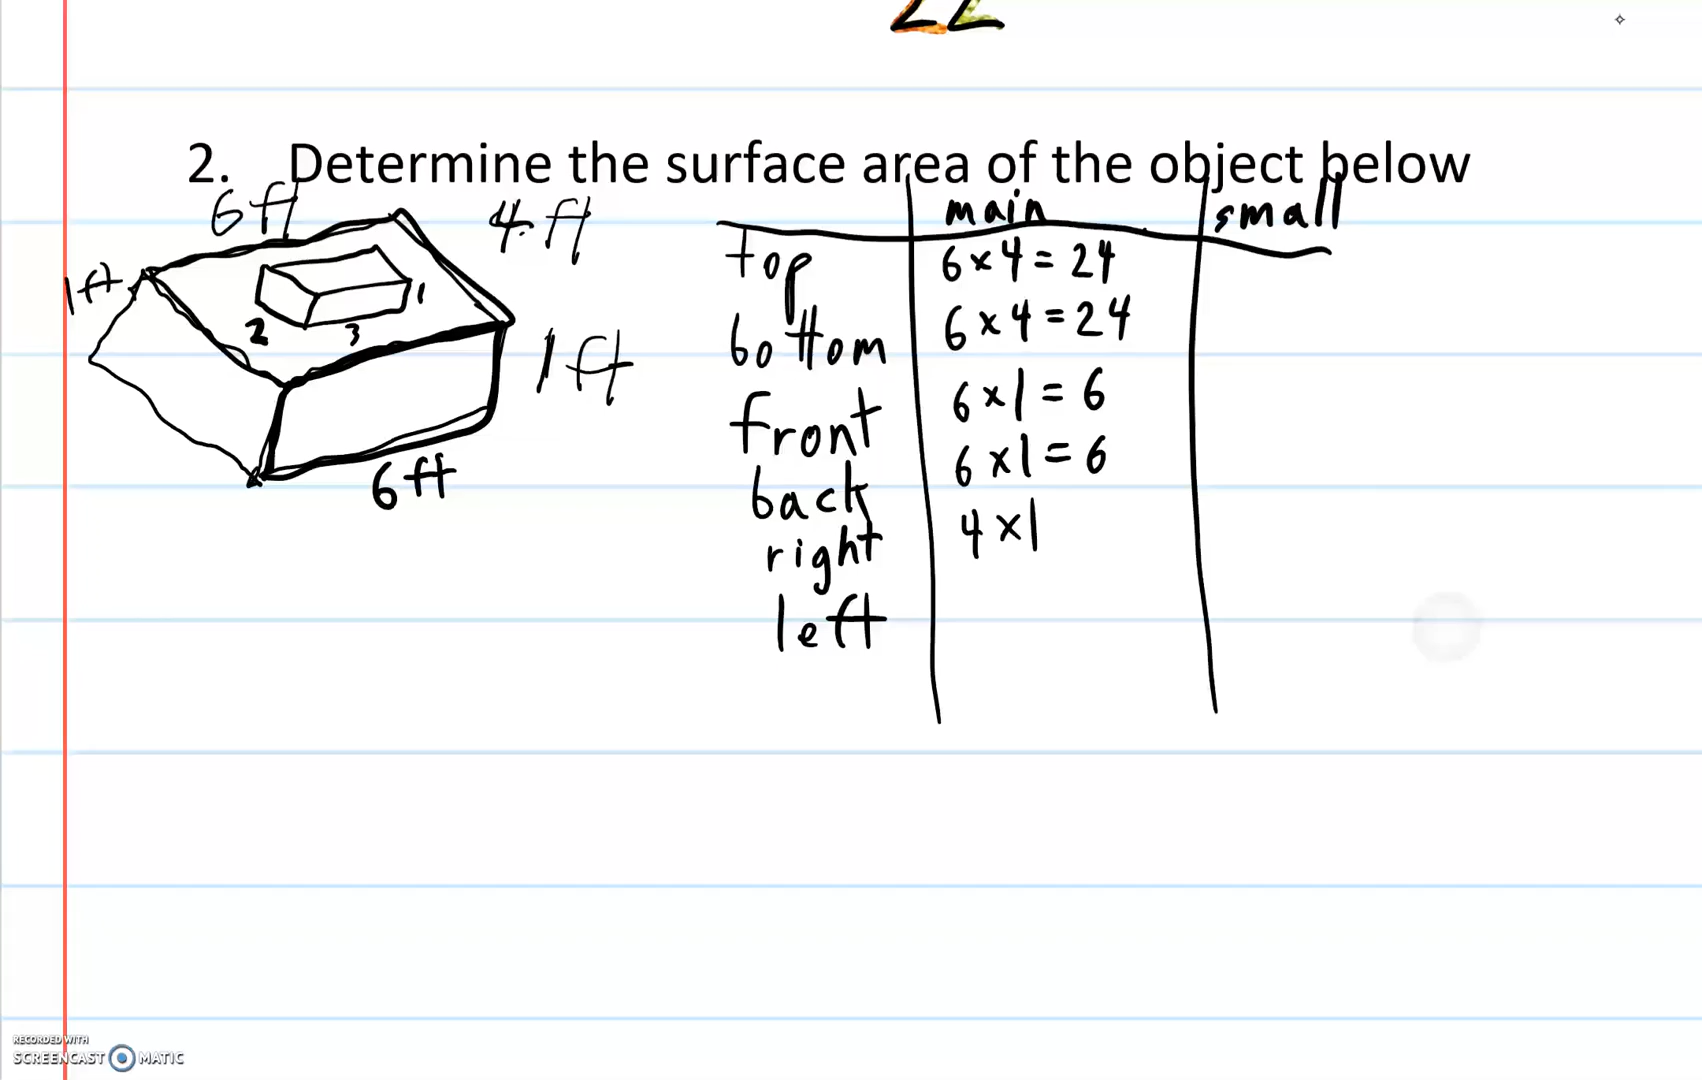 22
2. Determine the surface area of the object below
6ft
4ft
1ft
1
2
3
1ft
6ft
main small
top 6×4=24
bottom 6×4=24
front 6×1=6
back 6×1=6
right 4×1
left
RECORDED WITH
SCREENCAST MATIC